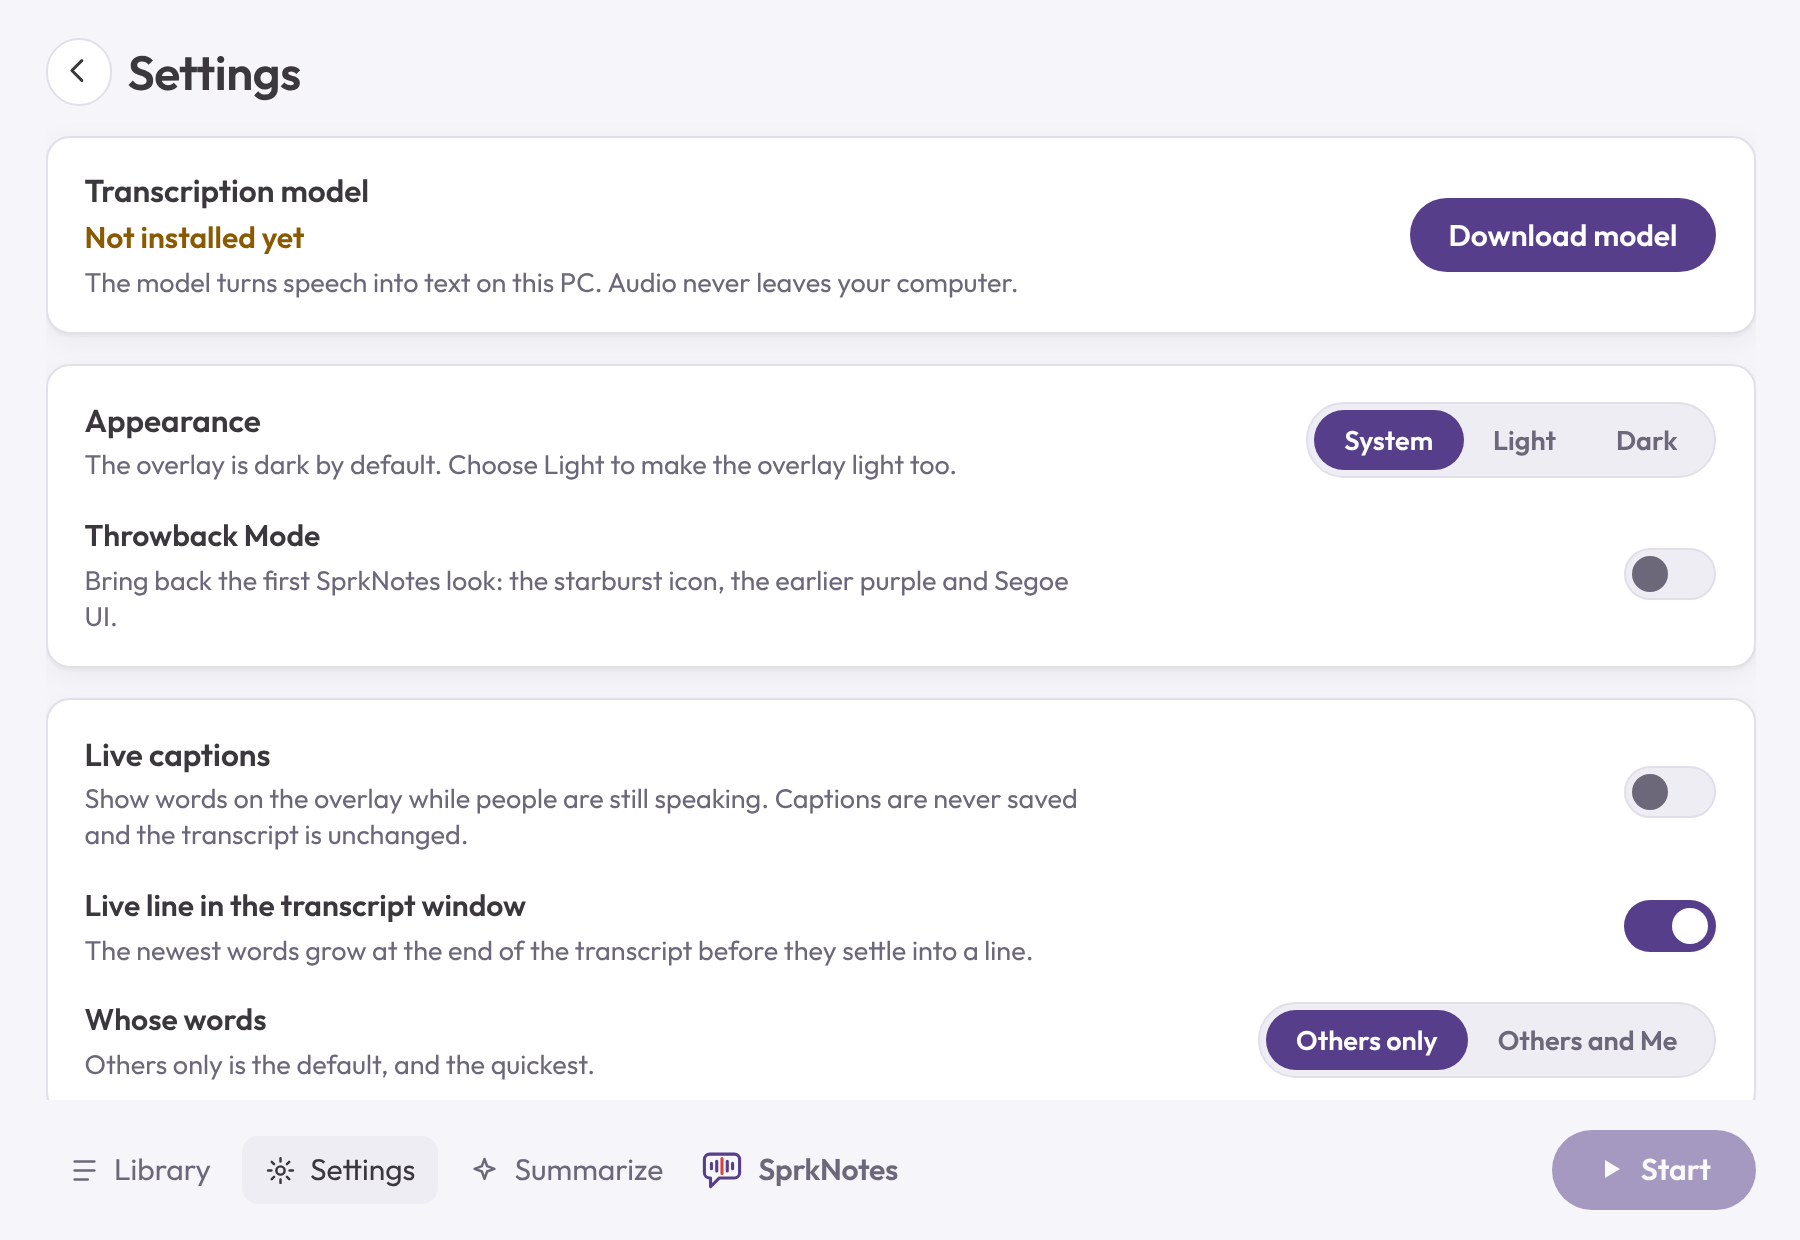 Settings
Transcription model
Not installed yet
The model turns speech into text on this PC. Audio never leaves your computer.
Download model
Appearance
The overlay is dark by default. Choose Light to make the overlay light too.
System Light Dark
Throwback Mode
Bring back the first SprkNotes look: the starburst icon, the earlier purple and Segoe
UI.
Live captions
Show words on the overlay while people are still speaking. Captions are never saved
and the transcript is unchanged.
Live line in the transcript window
The newest words grow at the end of the transcript before they settle into a line.
Whose words
Others only is the default, and the quickest.
Others only Others and Me
Library Settings Summarize SprkNotes Start